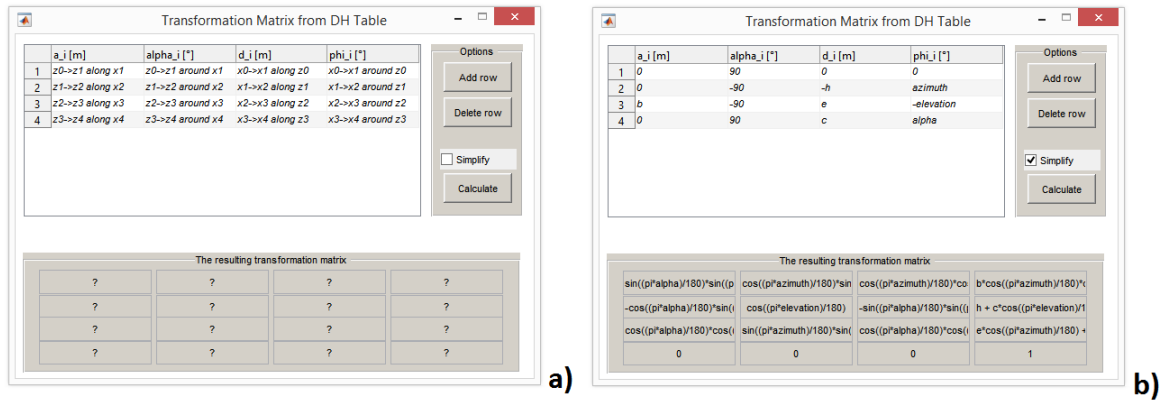 Transformation Matrix from DH Table
a_i [m] alpha_i [°] d_i [m] phi_i [°]
1 z0->z1 along x1 z0->z1 around x1 x0->x1 along z0 x0->x1 around z0
2 z1->z2 along x2 z1->z2 around x2 x1->x2 along z1 x1->x2 around z1
3 z2->z3 along x3 z2->z3 around x3 x2->x3 along z2 x2->x3 around z2
4 z3->z4 along x4 z3->z4 around x4 x3->x4 along z3 x3->x4 around z3
Options
Add row
Delete row
Simplify
Calculate
The resulting transformation matrix
? ? ? ?
? ? ? ?
? ? ? ?
? ? ? ?
a)
Transformation Matrix from DH Table
a_i [m] alpha_i [°] d_i [m] phi_i [°]
1 0 90 0 0
2 0 -90 -h azimuth
3 b -90 e -elevation
4 0 90 c alpha
Options
Add row
Delete row
Simplify
Calculate
The resulting transformation matrix
sin((pi*alpha)/180)*sin((p cos((pi*azimuth)/180)*sin cos((pi*azimuth)/180)*co b*cos((pi*azimuth)/180)*
-cos((pi*alpha)/180)*sin( cos((pi*elevation)/180) -sin((pi*alpha)/180)*sin(( h + c*cos((pi*elevation)/1
cos((pi*alpha)/180)*cos( sin((pi*azimuth)/180)*sin( cos((pi*alpha)/180)*cos( e*cos((pi*azimuth)/180) +
0 0 0 1
b)